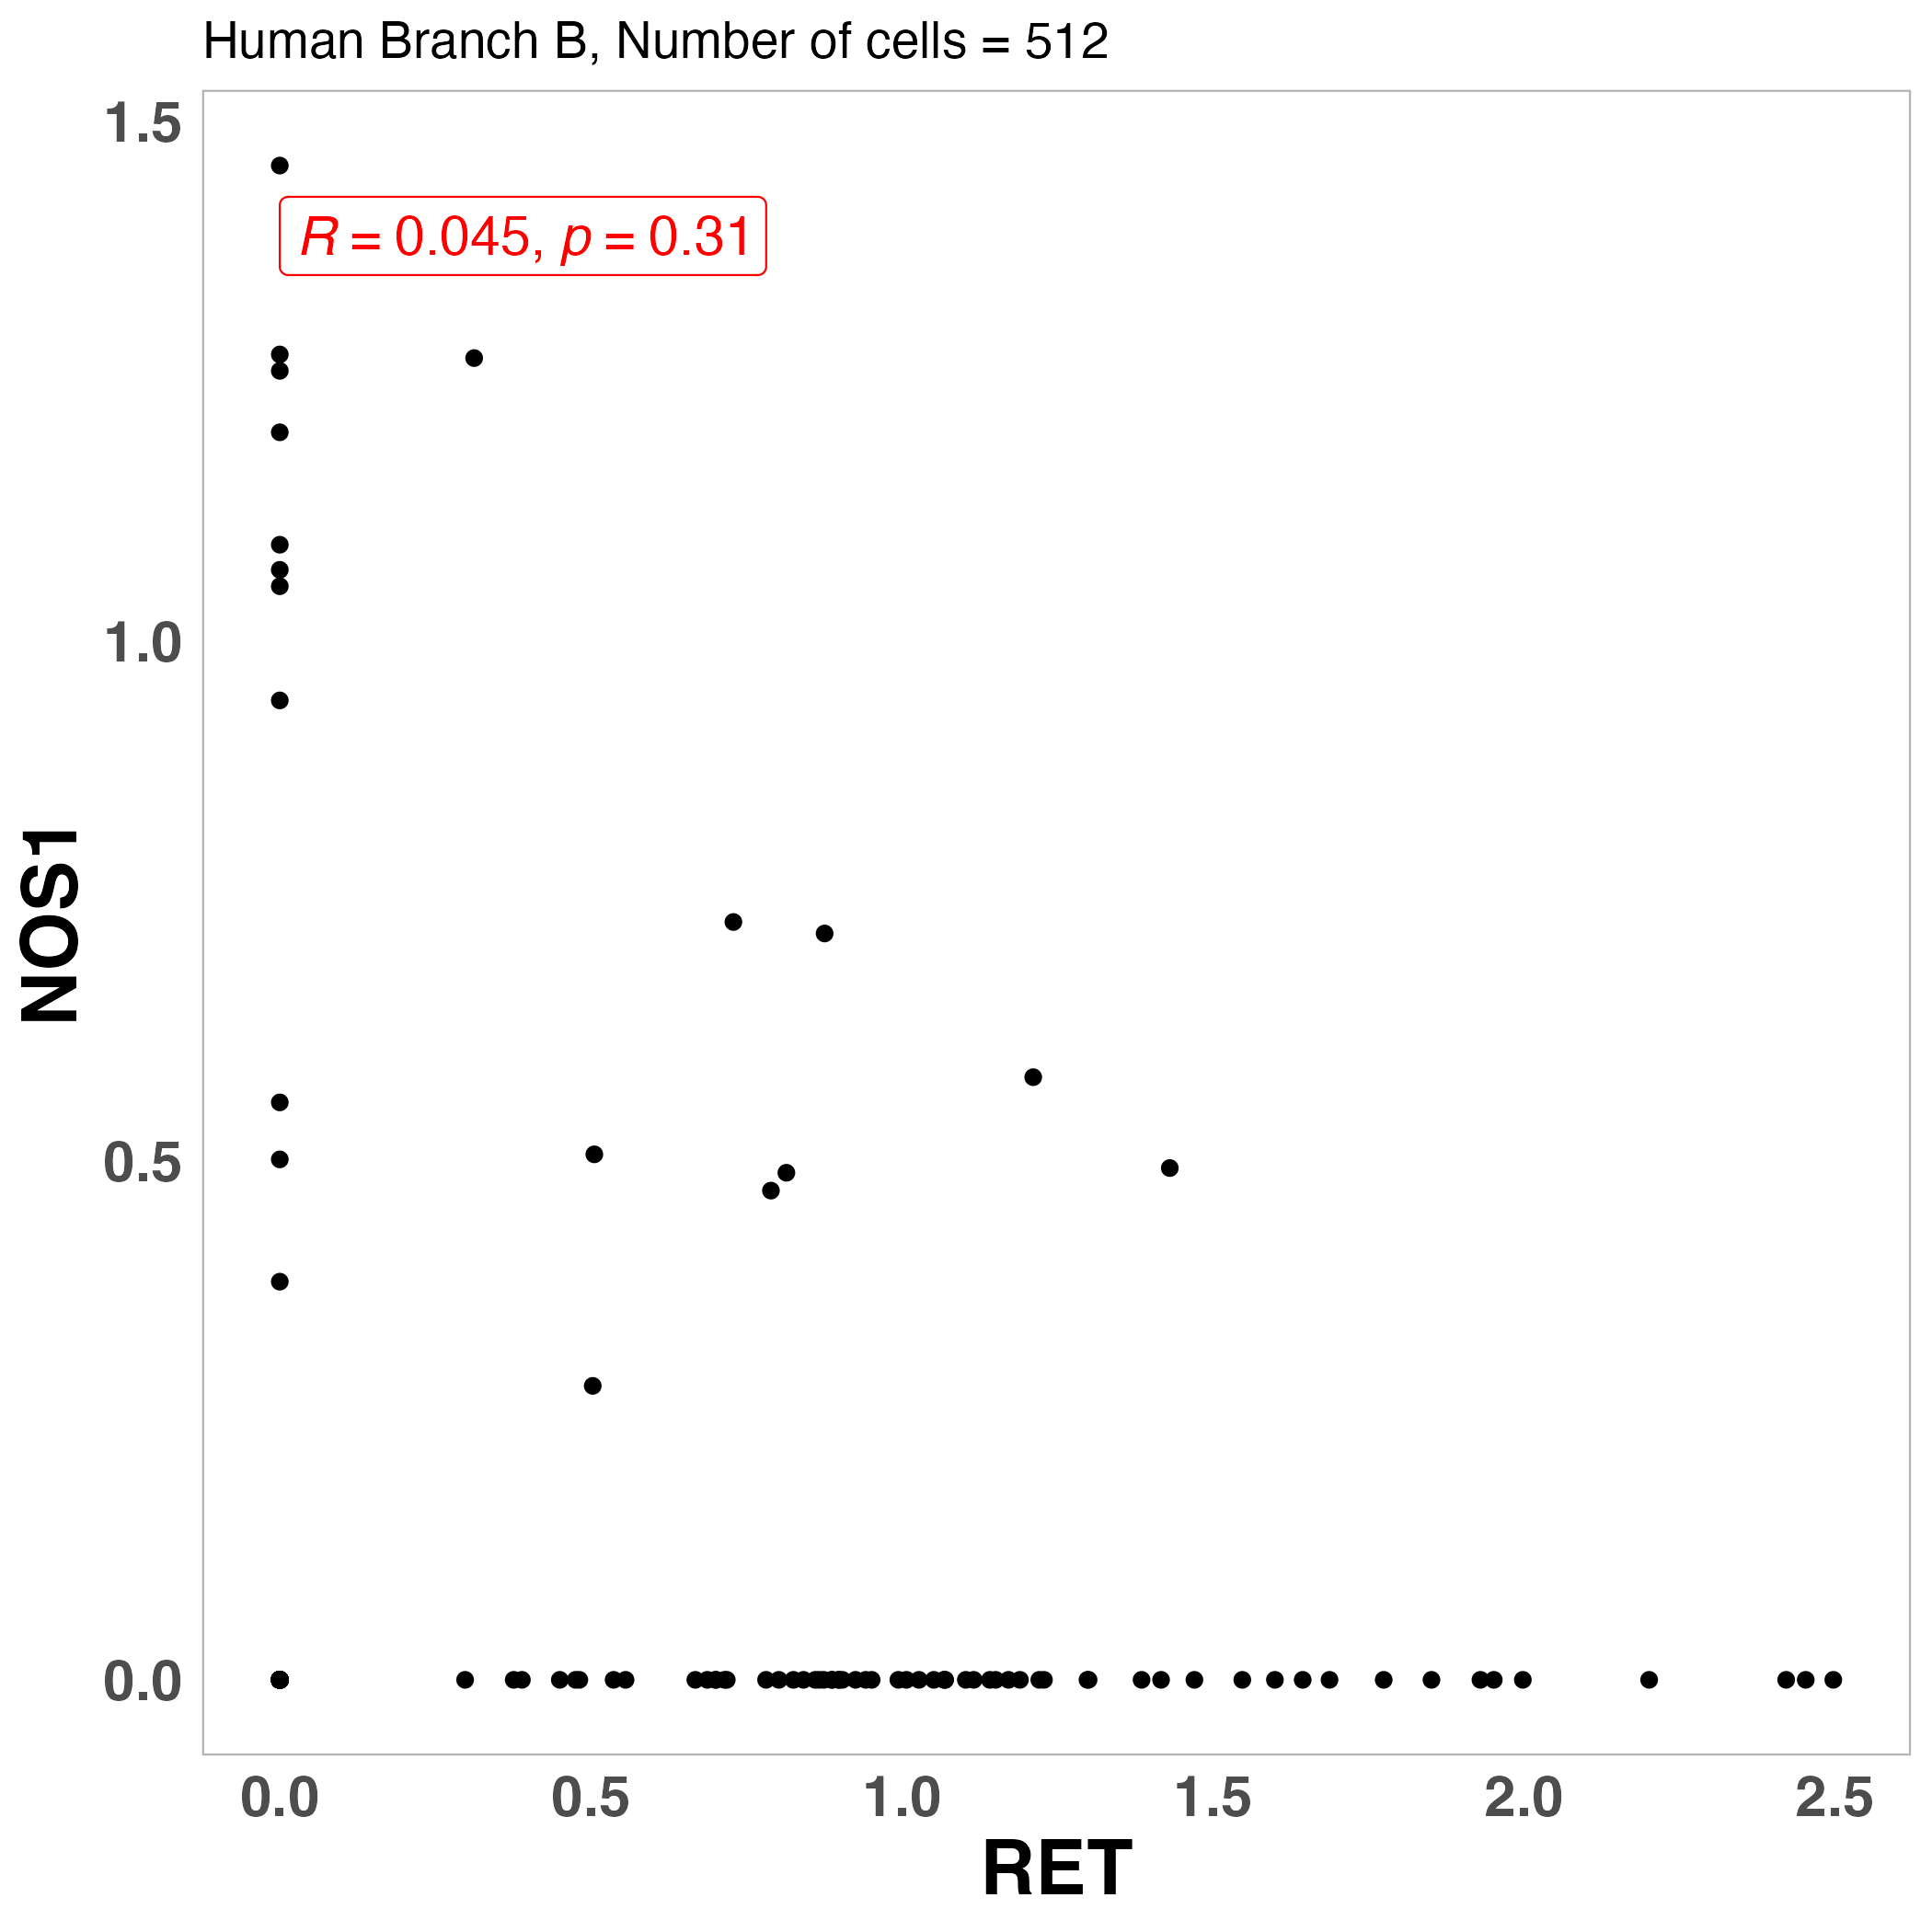 Human Branch B, Number of cells = 512
1.5
R = 0.045, p = 0.31
1.0
NOS1
0.5
0.0
0.0 0.5 1.0 1.5 2.0 2.5
RET